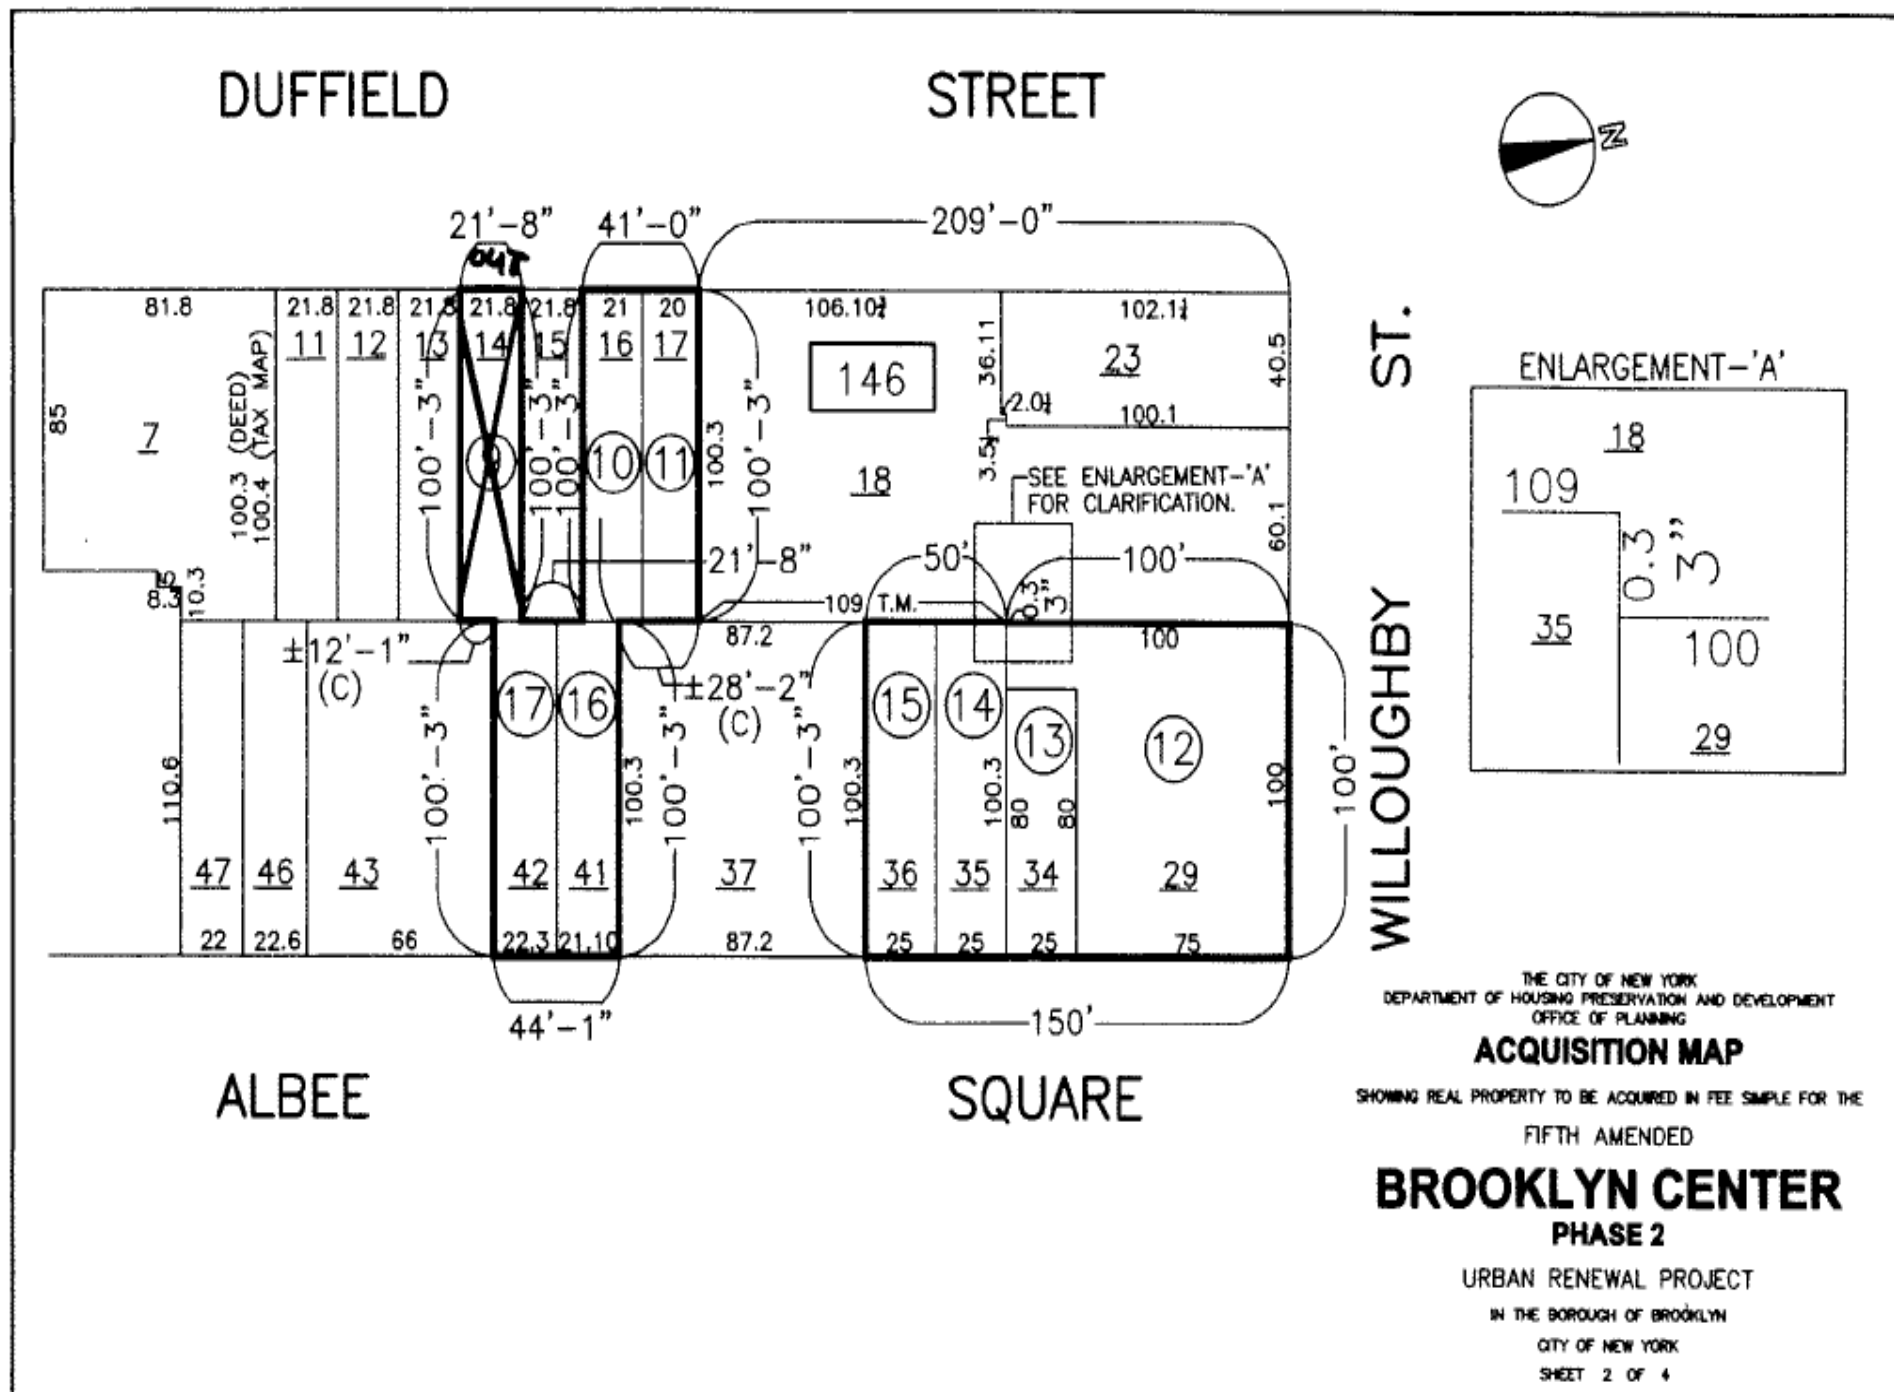 DUFFIELD STREET
N
21'-8" 41'-0" 209'-0"
OUT
81.8 21.8 21.8 21.8 21.8 21.8 21 20 106.10¾ 102.1¼
11 12 13 14 15 16 17 23
146
36.11 40.5
2.0¼
100.1
3.5¼
85
7
100.3 (DEED)
100.4 (TAX MAP)
100'-3" 100'-3" 100'-3" 100.3 100'-3"
9 10 11
18
SEE ENLARGEMENT-'A'
FOR CLARIFICATION.
60.1
21'-8" 50' 100'
8.3 10.3
109 T.M. 0.3 3"
±12'-1"
(C)
87.2 100
±28'-2"
(C)
17 16 15 14 13 12
110.6 100'-3" 100.3 100'-3" 100'-3" 100.3 100.3 80 80 100 100'
47 46 43 42 41 37 36 35 34 29
22 22.6 66 22.3 21.10 87.2 25 25 25 75
44'-1" 150'
ALBEE SQUARE
WILLOUGHBY ST.
ENLARGEMENT-'A'
18
109
0.3
3"
35
100
29
THE CITY OF NEW YORK
DEPARTMENT OF HOUSING PRESERVATION AND DEVELOPMENT
OFFICE OF PLANNING
ACQUISITION MAP
SHOWING REAL PROPERTY TO BE ACQUIRED IN FEE SIMPLE FOR THE
FIFTH AMENDED
BROOKLYN CENTER
PHASE 2
URBAN RENEWAL PROJECT
IN THE BOROUGH OF BROOKLYN
CITY OF NEW YORK
SHEET 2 OF 4